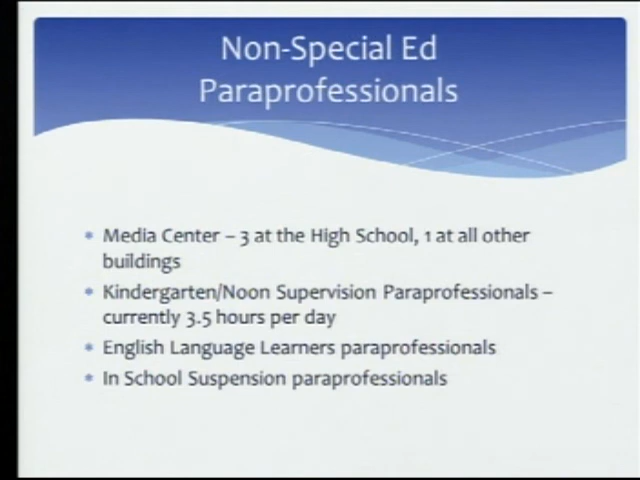 Non-Special Ed
Paraprofessionals
* Media Center – 3 at the High School, 1 at all other
buildings
* Kindergarten/Noon Supervision Paraprofessionals –
currently 3.5 hours per day
* English Language Learners paraprofessionals
* In School Suspension paraprofessionals